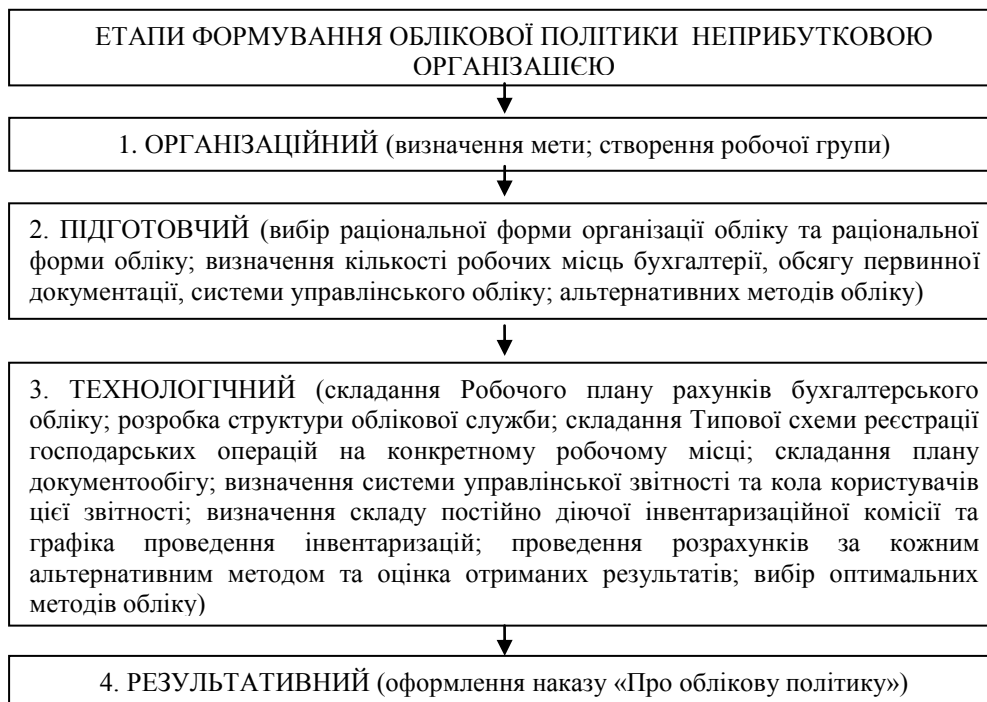 ЕТАПИ ФОРМУВАННЯ ОБЛІКОВОЇ ПОЛІТИКИ НЕПРИБУТКОВОЮ
ОРГАНІЗАЦІЄЮ
1. ОРГАНІЗАЦІЙНИЙ (визначення мети; створення робочої групи)
2. ПІДГОТОВЧИЙ (вибір раціональної форми організації обліку та раціональної
форми обліку; визначення кількості робочих місць бухгалтерії, обсягу первинної
документації, системи управлінського обліку; альтернативних методів обліку)
3. ТЕХНОЛОГІЧНИЙ (складання Робочого плану рахунків бухгалтерського
обліку; розробка структури облікової служби; складання Типової схеми реєстрації
господарських операцій на конкретному робочому місці; складання плану
документообігу; визначення системи управлінської звітності та кола користувачів
цієї звітності; визначення складу постійно діючої інвентаризаційної комісії та
графіка проведення інвентаризацій; проведення розрахунків за кожним
альтернативним методом та оцінка отриманих результатів; вибір оптимальних
методів обліку)
4. РЕЗУЛЬТАТИВНИЙ (оформлення наказу «Про облікову політику»)